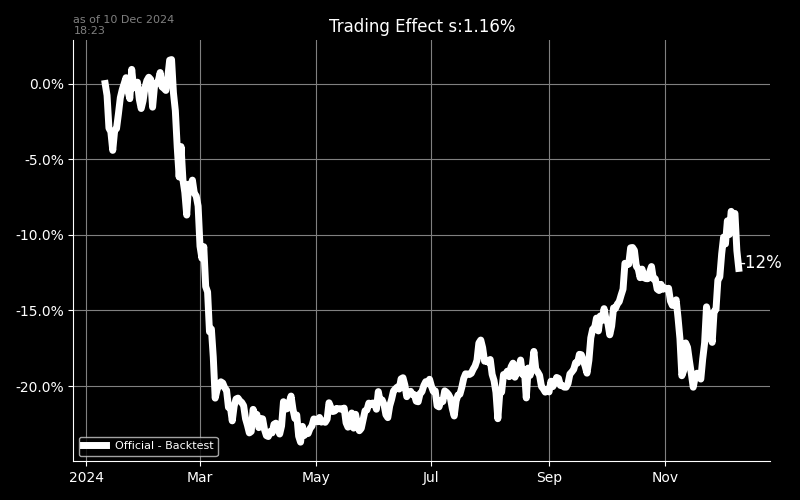 as of 10 Dec 2024
18:23
Trading Effect s:1.16%
0.0%
-5.0%
-10.0%
-12%
-15.0%
-20.0%
Official - Backtest
2024 Mar May Jul Sep Nov